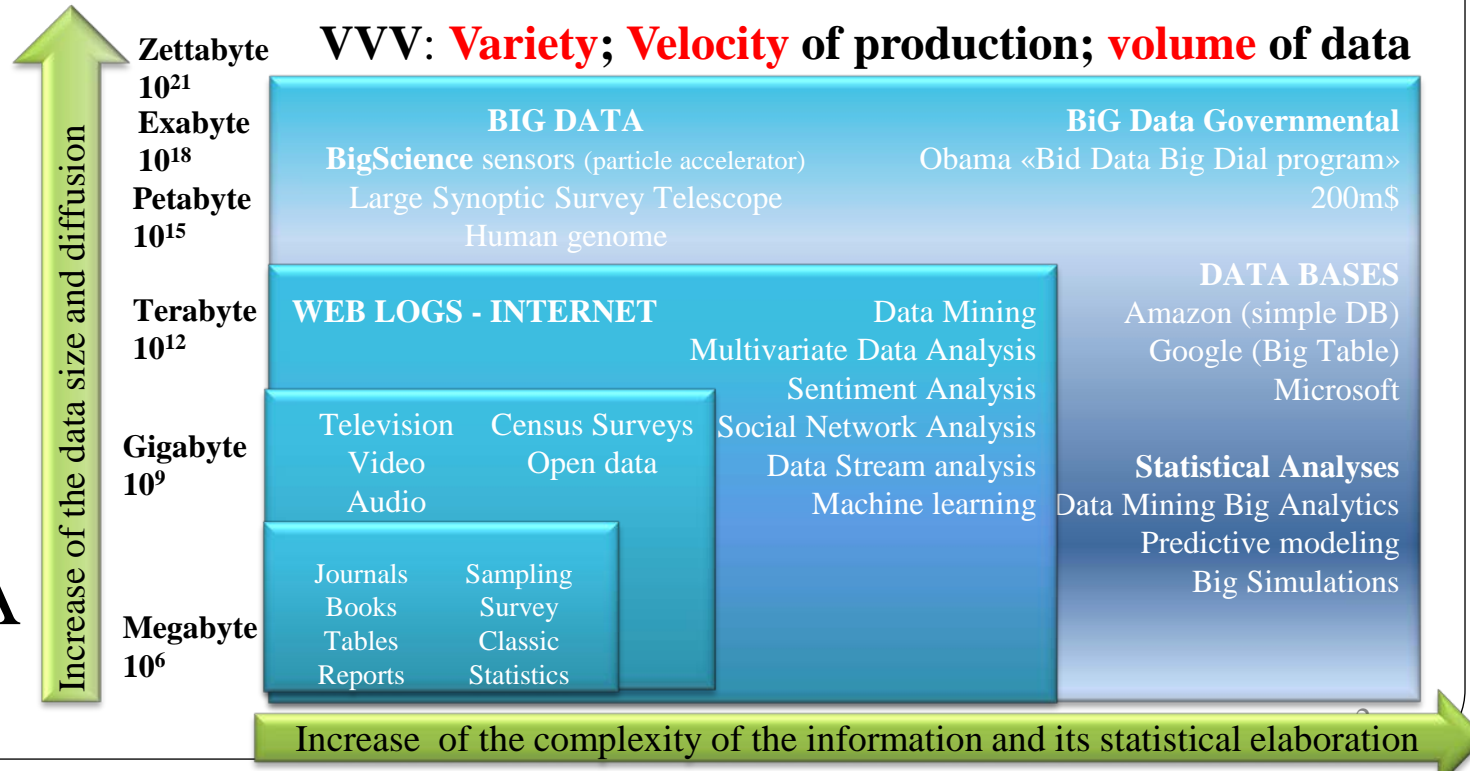 VVV: Variety; Velocity of production; volume of data
Increase of the data size and diffusion
Zettabyte
10²¹
Exabyte
10¹⁸
Petabyte
10¹⁵
Terabyte
10¹²
Gigabyte
10⁹
Megabyte
10⁶
BIG DATA
BigScience sensors (particle accelerator)
Large Synoptic Survey Telescope
Human genome
BiG Data Governmental
Obama «Bid Data Big Dial program»
200m$
DATA BASES
Amazon (simple DB)
Google (Big Table)
Microsoft
Statistical Analyses
Data Mining Big Analytics
Predictive modeling
Big Simulations
WEB LOGS - INTERNET
Data Mining
Multivariate Data Analysis
Sentiment Analysis
Social Network Analysis
Data Stream analysis
Machine learning
Television Census Surveys
Video Open data
Audio
Journals Sampling
Books Survey
Tables Classic
Reports Statistics
Increase of the complexity of the information and its statistical elaboration